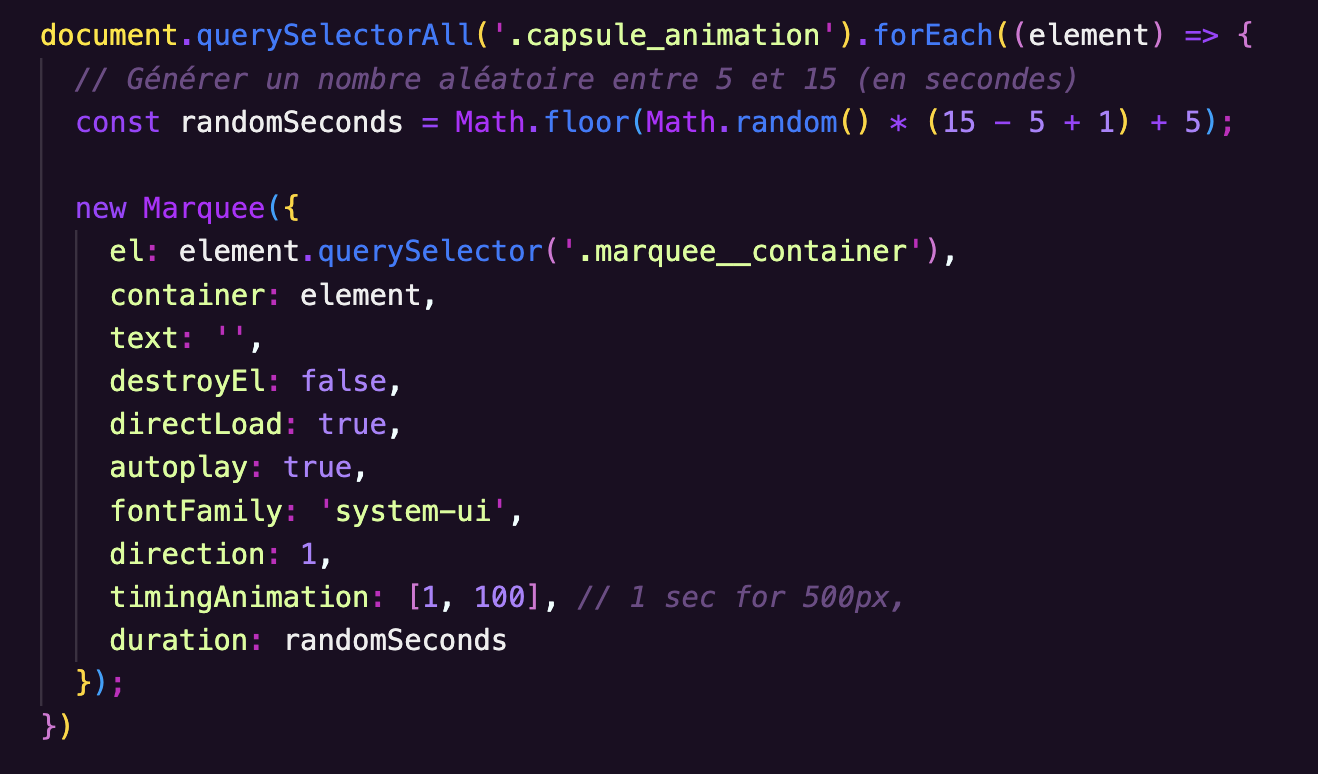 document.querySelectorAll('.capsule_animation').forEach((element) => {
  // Générer un nombre aléatoire entre 5 et 15 (en secondes)
  const randomSeconds = Math.floor(Math.random() * (15 - 5 + 1) + 5);

  new Marquee({
    el: element.querySelector('.marquee__container'),
    container: element,
    text: '',
    destroyEl: false,
    directLoad: true,
    autoplay: true,
    fontFamily: 'system-ui',
    direction: 1,
    timingAnimation: [1, 100], // 1 sec for 500px,
    duration: randomSeconds
  });
})